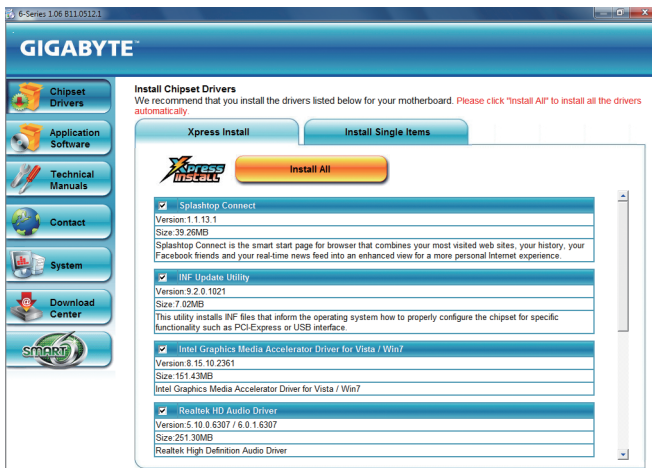 6-Series 1.06 B11.0512.1
GIGABYTE™
Chipset
Drivers
Application
Software
Technical
Manuals
Contact
System
Download
Center
SMART6
Install Chipset Drivers
We recommend that you install the drivers listed below for your motherboard. Please click "Install All" to install all the drivers
automatically.
Xpress Install
Install Single Items
Xpress
Install
Install All
Splashtop Connect
Version:1.1.13.1
Size:39.26MB
Splashtop Connect is the smart start page for browser that combines your most visited web sites, your history, your
Facebook friends and your real-time news feed into an enhanced view for a more personal Internet experience.
INF Update Utility
Version:9.2.0.1021
Size:7.02MB
This utility installs INF files that inform the operating system how to properly configure the chipset for specific
functionality such as PCI-Express or USB interface.
Intel Graphics Media Accelerator Driver for Vista / Win7
Version:8.15.10.2361
Size:151.43MB
Intel Graphics Media Accelerator Driver for Vista / Win7
Realtek HD Audio Driver
Version:5.10.0.6307 / 6.0.1.6307
Size:251.30MB
Realtek High Definition Audio Driver